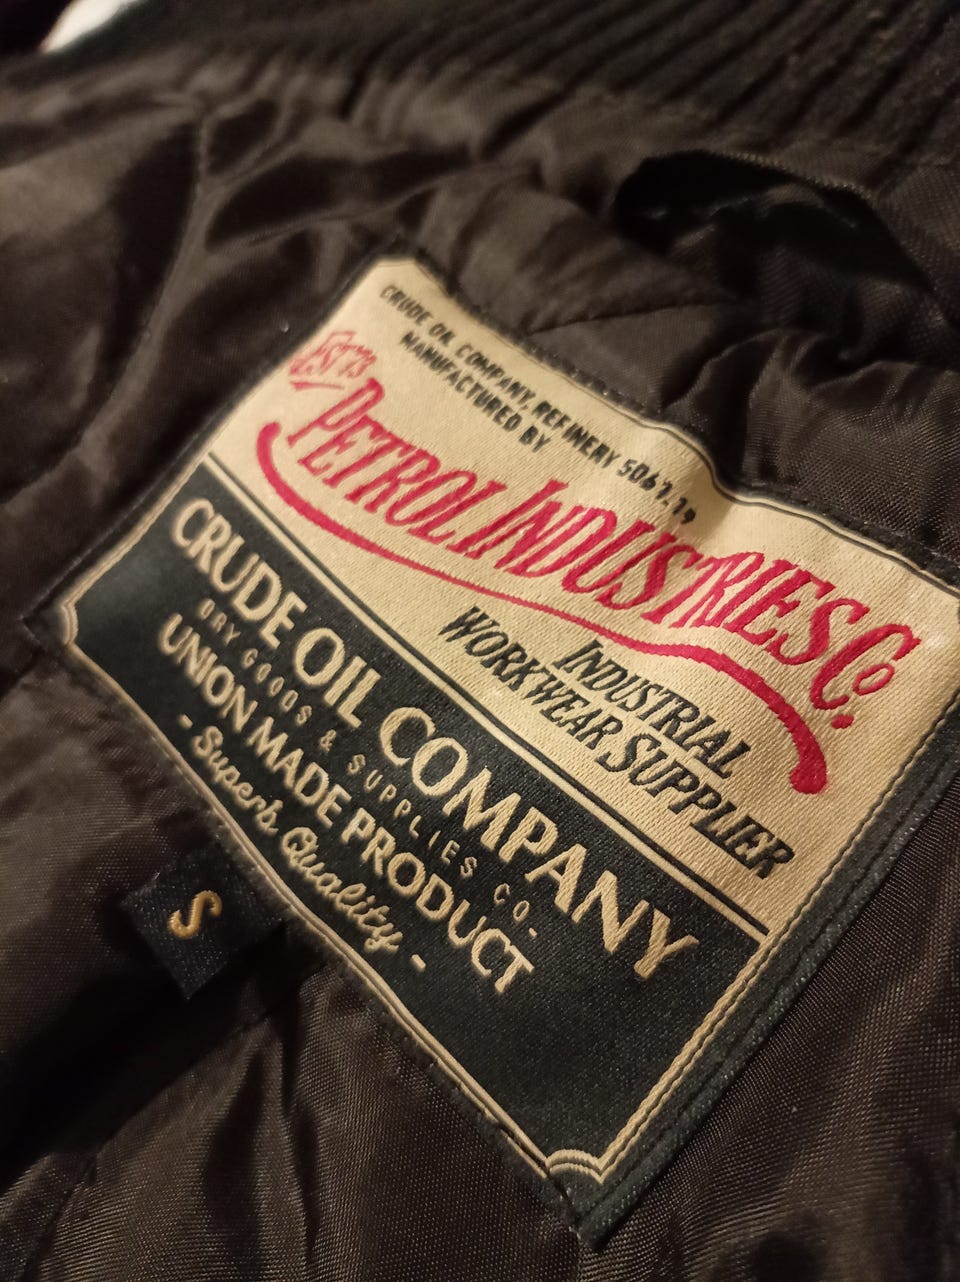 CRUDE OIL COMPANY, REFINERY 5067.19
MANUFACTURED BY
EST'73
PETROL INDUSTRIES Co.
INDUSTRIAL
WORKWEAR SUPPLIER
CRUDE OIL COMPANY
DRY GOODS & SUPPLIES CO.
UNION MADE PRODUCT
- Superb Quality -
S